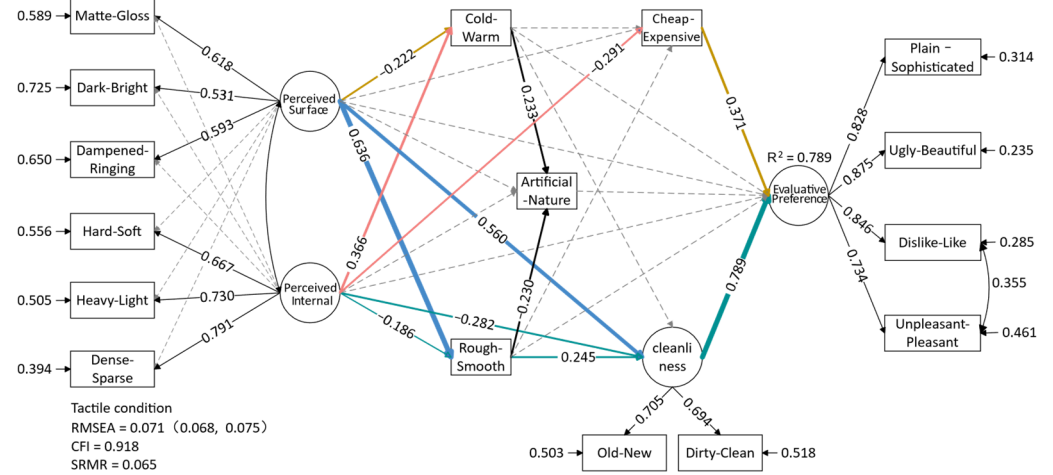 0.589
Matte-Gloss
0.725
Dark-Bright
0.650
Dampened-
Ringing
0.556
Hard-Soft
0.505
Heavy-Light
0.394
Dense-
Sparse
0.618
0.531
0.593
0.667
0.730
0.791
Perceived
Surface
Perceived
Internal
-0.222
0.636
0.560
0.366
-0.291
-0.282
-0.186
Cold-
Warm
0.233
Artificial
-Nature
0.230
Rough-
Smooth
0.245
Cheap-
Expensive
0.371
cleanli
ness
0.789
0.705
0.694
0.503
Old-New
Dirty-Clean
0.518
R² = 0.789
Evaluative
Preference
0.828
0.875
0.846
0.734
Plain –
Sophisticated
0.314
Ugly-Beautiful
0.235
Dislike-Like
0.285
0.355
Unpleasant-
Pleasant
0.461
Tactile condition
RMSEA = 0.071（0.068, 0.075）
CFI = 0.918
SRMR = 0.065